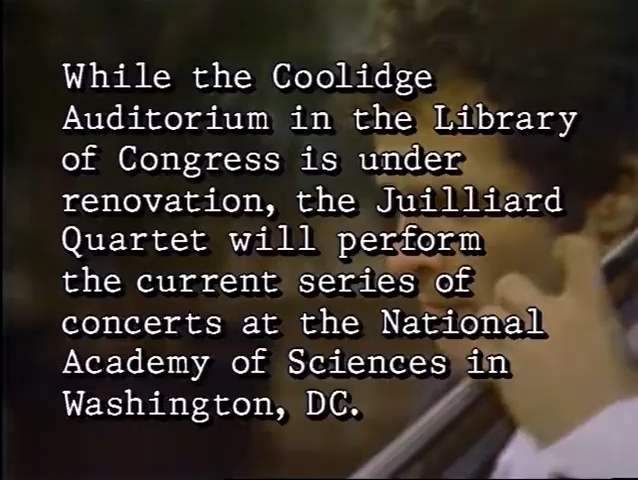 While the Coolidge
Auditorium in the Library
of Congress is under
renovation, the Juilliard
Quartet will perform
the current series of
concerts at the National
Academy of Sciences in
Washington, DC.